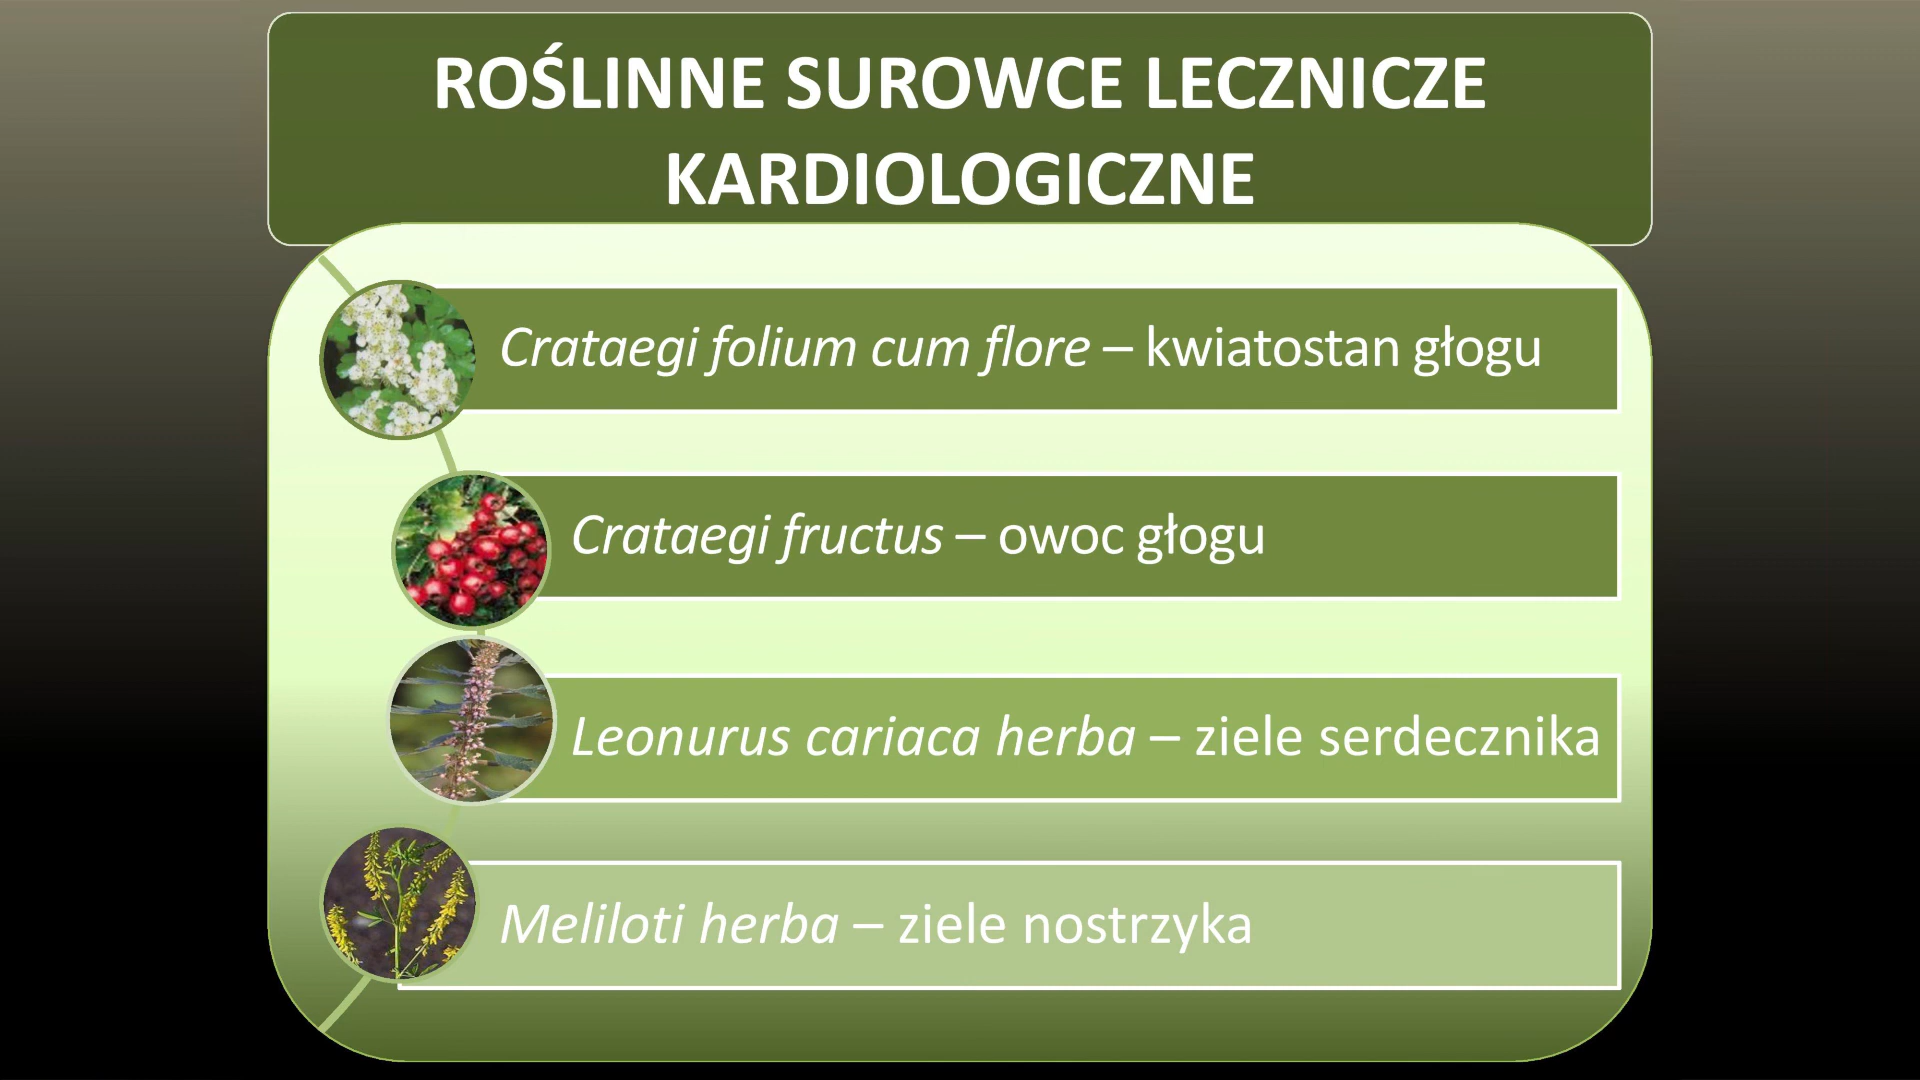 ROŚLINNE SUROWCE LECZNICZE
KARDIOLOGICZNE
Crataegi folium cum flore – kwiatostan głogu
Crataegi fructus – owoc głogu
Leonurus cariaca herba – ziele serdecznika
Meliloti herba – ziele nostrzyka